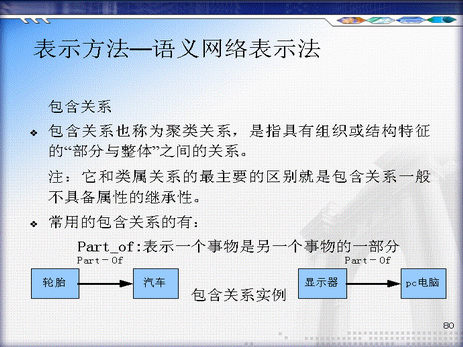 表示方法—语义网络表示法
包含关系
❖ 包含关系也称为聚类关系，是指具有组织或结构特征
的“部分与整体”之间的关系。
注：它和类属关系的最主要的区别就是包含关系一般
不具备属性的继承性。
❖ 常用的包含关系的有：
Part_of:表示一个事物是另一个事物的一部分
Part－Of Part－Of
轮胎 汽车 显示器 pc电脑
包含关系实例
80